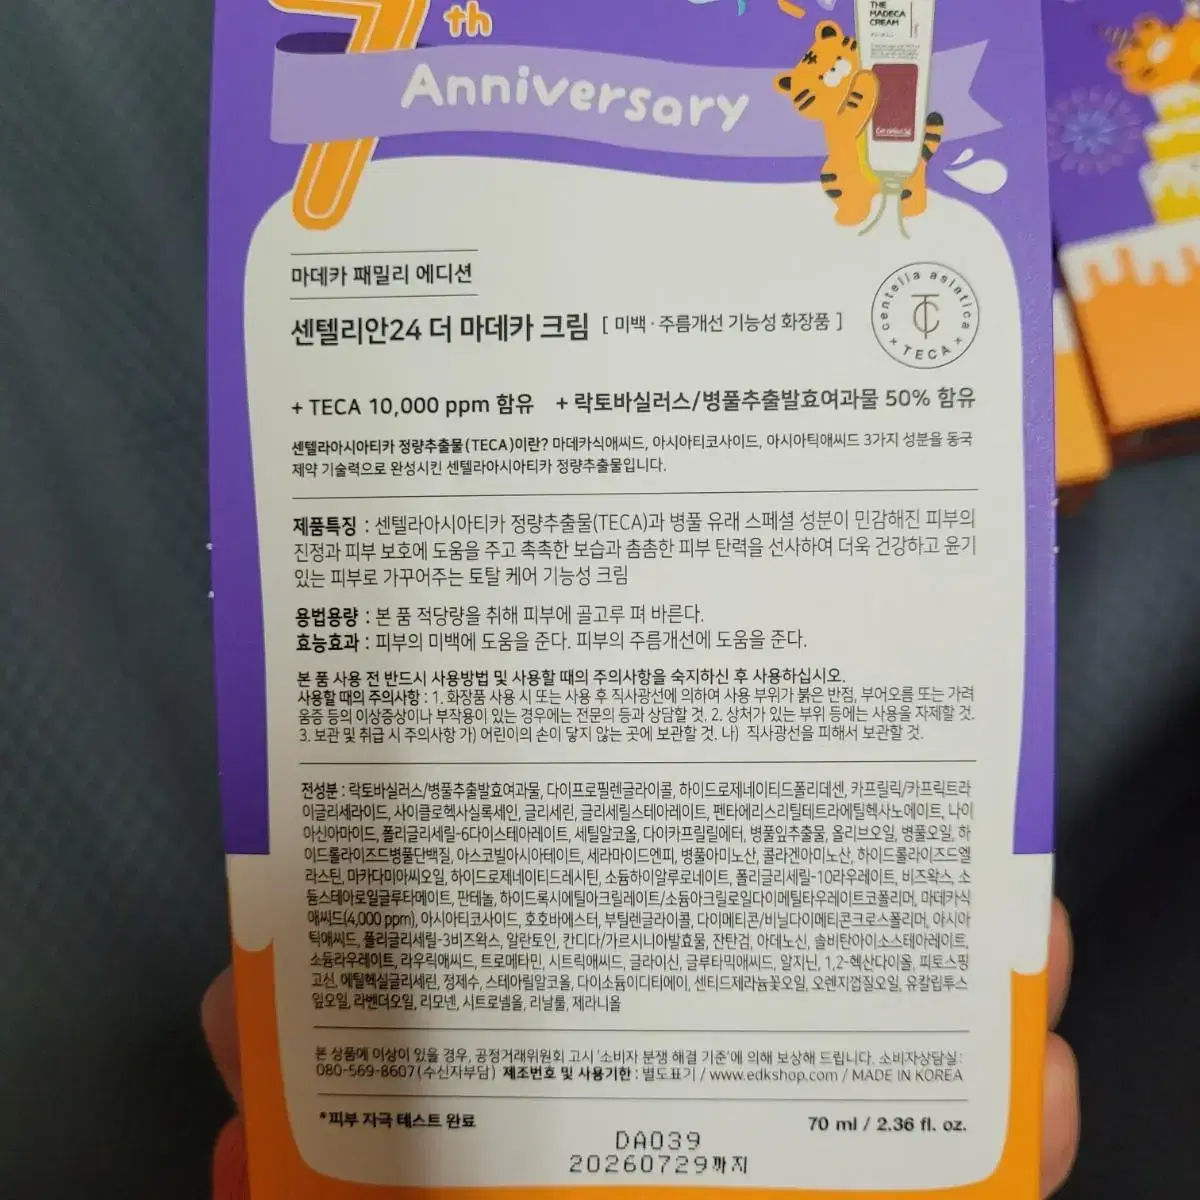 7th
Anniversary
THE
MADECA
CREAM
마데카 패밀리 에디션
센텔리안24 더 마데카 크림 [ 미백 · 주름개선 기능성 화장품 ]
centella asiatica
TECA
+ TECA 10,000 ppm 함유 + 락토바실러스/병풀추출발효여과물 50% 함유
센텔라아시아티카 정량추출물(TECA)이란? 마데카식애씨드, 아시아티코사이드, 아시아틱애씨드 3가지 성분을 동국
제약 기술력으로 완성시킨 센텔라아시아티카 정량추출물입니다.
제품특징 : 센텔라아시아티카 정량추출물(TECA)과 병풀 유래 스페셜 성분이 민감해진 피부의
진정과 피부 보호에 도움을 주고 촉촉한 보습과 촘촘한 피부 탄력을 선사하여 더욱 건강하고 윤기
있는 피부로 가꾸어주는 토탈 케어 기능성 크림
용법용량 : 본 품 적당량을 취해 피부에 골고루 펴 바른다.
효능효과 : 피부의 미백에 도움을 준다. 피부의 주름개선에 도움을 준다.
본 품 사용 전 반드시 사용방법 및 사용할 때의 주의사항을 숙지하신 후 사용하십시오.
사용할 때의 주의사항 : 1. 화장품 사용 시 또는 사용 후 직사광선에 의하여 사용 부위가 붉은 반점, 부어오름 또는 가려
움증 등의 이상증상이나 부작용이 있는 경우에는 전문의 등과 상담할 것. 2. 상처가 있는 부위 등에는 사용을 자제할 것.
3. 보관 및 취급 시 주의사항 가) 어린이의 손이 닿지 않는 곳에 보관할 것. 나) 직사광선을 피해서 보관할 것.
전성분 : 락토바실러스/병풀추출발효여과물, 다이프로필렌글라이콜, 하이드로제네이티드폴리데센, 카프릴릭/카프릭트라
이글리세라이드, 사이클로헥사실록세인, 글리세린, 글리세릴스테아레이트, 펜타에리스리틸테트라에틸헥사노에이트, 나이
아신아마이드, 폴리글리세릴-6다이스테아레이트, 세틸알코올, 다이카프릴릴에터, 병풀잎추출물, 올리브오일, 병풀오일, 하
이드롤라이즈드병풀단백질, 아스코빌아시아테이트, 세라마이드엔피, 병풀아미노산, 콜라겐아미노산, 하이드롤라이즈드엘
라스틴, 마카다미아씨오일, 하이드로제네이티드레시틴, 소듐하이알루로네이트, 폴리글리세릴-10라우레이트, 비즈왁스, 소
듐스테아로일글루타메이트, 판테놀, 하이드록시에틸아크릴레이트/소듐아크릴로일다이메틸타우레이트코폴리머, 마데카식
애씨드(4,000 ppm), 아시아티코사이드, 호호바에스터, 부틸렌글라이콜, 다이메티콘/비닐다이메티콘크로스폴리머, 아시아
틱애씨드, 폴리글리세릴-3비즈왁스, 알란토인, 칸디다/가르시니아발효물, 잔탄검, 아데노신, 솔비탄아이소스테아레이트,
소듐라우레이트, 라우릭애씨드, 트로메타민, 시트릭애씨드, 글라이신, 글루타믹애씨드, 알지닌, 1,2-헥산다이올, 피토스핑
고신, 에틸헥실글리세린, 정제수, 스테아릴알코올, 다이소듐이디티에이, 센티드제라늄꽃오일, 오렌지껍질오일, 유칼립투스
잎오일, 라벤더오일, 리모넨, 시트로넬올, 리날룰, 제라니올
본 상품에 이상이 있을 경우, 공정거래위원회 고시 '소비자 분쟁 해결 기준'에 의해 보상해 드립니다. 소비자상담실:
080-569-8607(수신자부담) 제조번호 및 사용기한 : 별도표기 / www.edkshop.com / MADE IN KOREA
*피부 자극 테스트 완료
70 ml / 2.36 fl. oz.
DA039
20260729까지